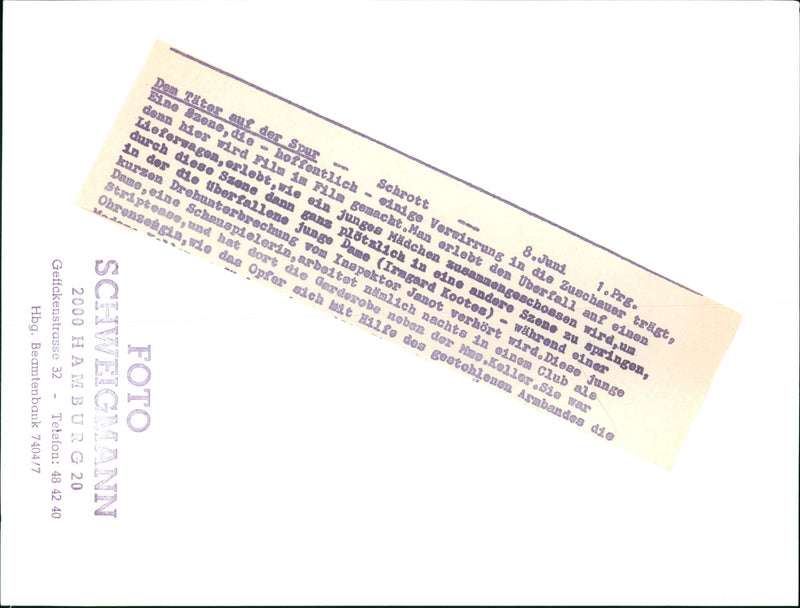 Dem Täter auf der Spur -- Schrott -- 8.Juni 1.Prg.
Eine Szene,die - hoffentlich - einige Verwirrung in die Zuschauer trägt,
denn hier wird Film im Film gemacht.Man erlebt den Überfall auf einen
Lieferwagen,erlebt,wie ein junges Mädchen zusammengeschossen wird,um
durch diese Szene dann ganz plötzlich in eine andere Szene zu springen,
in der die überfallene junge Dame (Irmgard Kootes) - während einer
kurzen Drehunterbrechung vom Inspektor Janot verhört wird.Diese junge
Dame,eine Schauspielerin,arbeitet nämlich nachts in einem Club als
Striptease,und hat dort die Garderobe neben der Mme.Keller.Sie war
Ohrenzeugin,wie das Opfer sich mit Hilfe des gestohlenen Armbandes die
FOTO
SCHWEIGMANN
2000 HAMBURG 20
Geffckenstrasse 32 - Telefon: 48 42 40
Hbg. Beamtenbank 7404/7